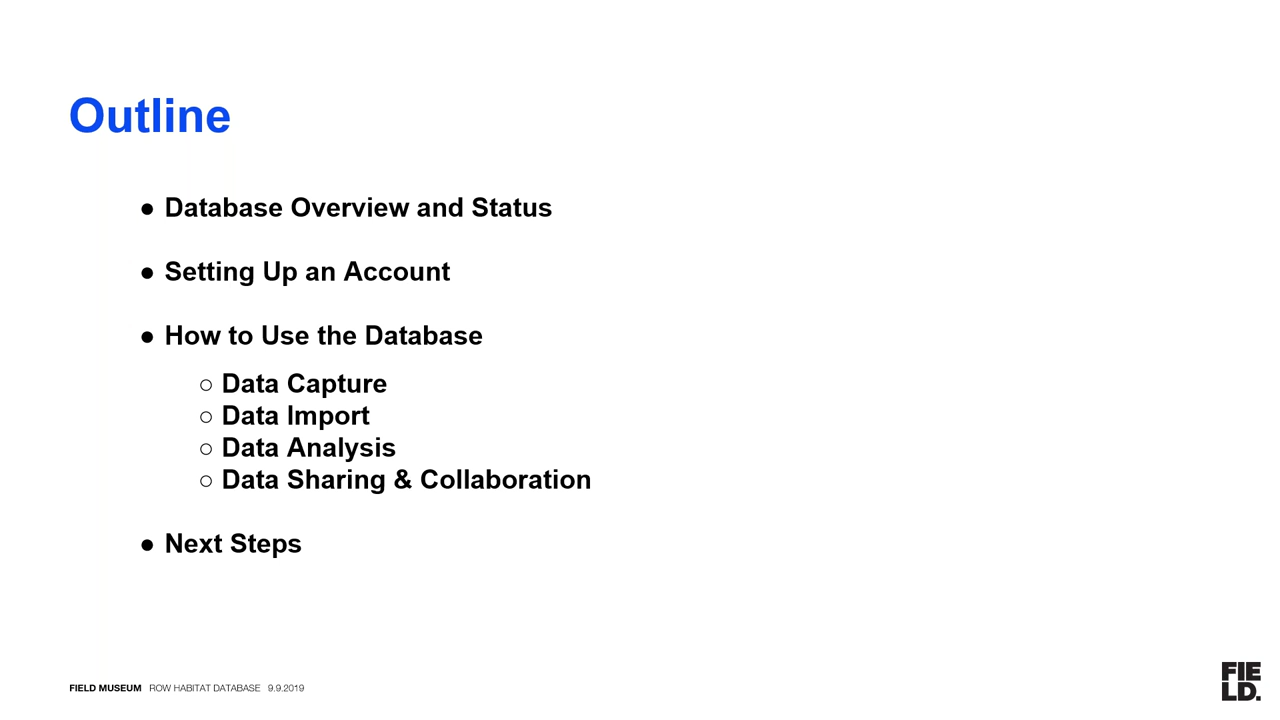 Outline
● Database Overview and Status
● Setting Up an Account
● How to Use the Database
○ Data Capture
○ Data Import
○ Data Analysis
○ Data Sharing & Collaboration
● Next Steps
FIELD MUSEUM ROW HABITAT DATABASE 9.9.2019
FIE
LD.